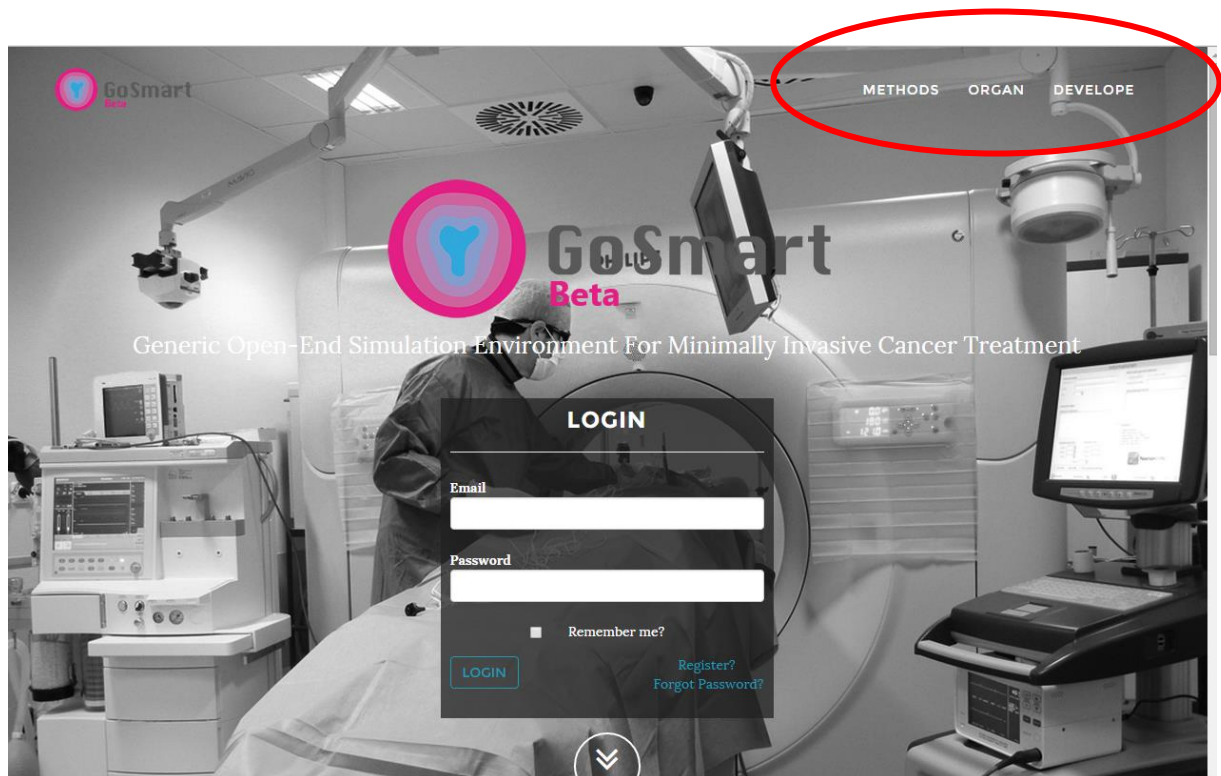 GoSmart
Beta
METHODS ORGAN DEVELOPE
GoSmart
Beta
Generic Open-End Simulation Environment For Minimally Invasive Cancer Treatment
LOGIN
Email
Password
Remember me?
LOGIN
Register?
Forgot Password?